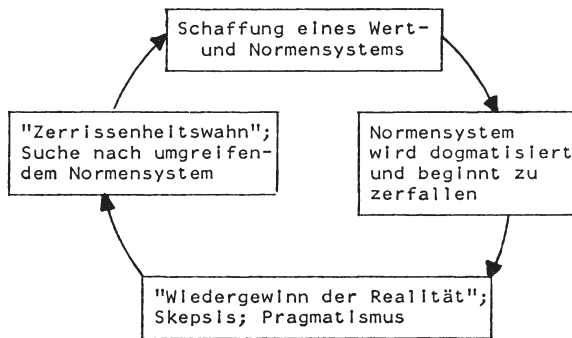 Schaffung eines Wert-
und Normensystems
"Zerrissenheitswahn";
Suche nach umgreifen-
dem Normensystem
Normensystem
wird dogmatisiert
und beginnt zu
zerfallen
"Wiedergewinn der Realität";
Skepsis; Pragmatismus